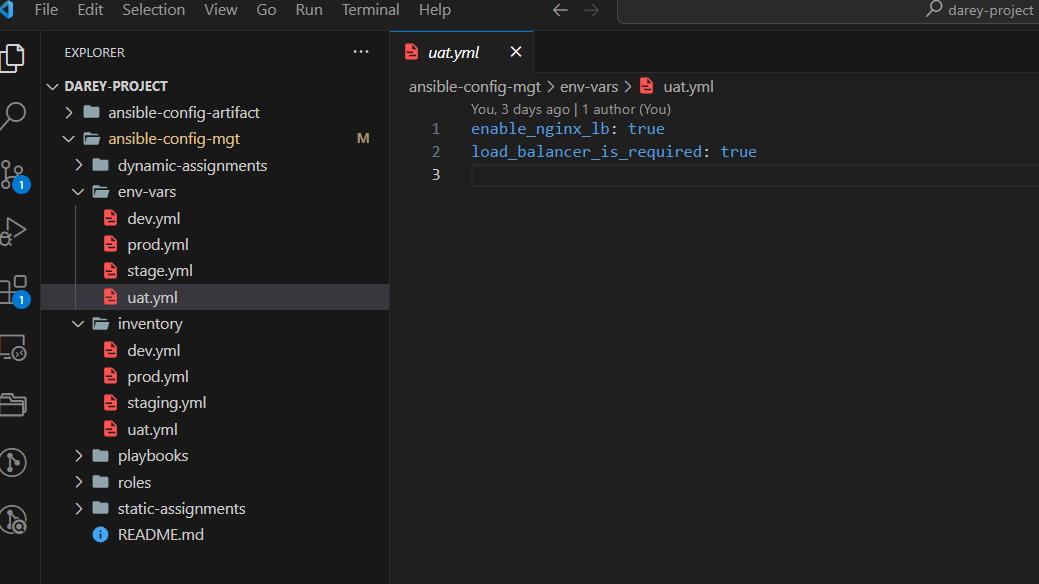 File Edit Selection View Go Run Terminal Help
darey-project
EXPLORER
DAREY-PROJECT
ansible-config-artifact
ansible-config-mgt M
dynamic-assignments
env-vars
dev.yml
prod.yml
stage.yml
uat.yml
inventory
dev.yml
prod.yml
staging.yml
uat.yml
playbooks
roles
static-assignments
README.md
1
1
uat.yml
ansible-config-mgt > env-vars > uat.yml
You, 3 days ago | 1 author (You)
1 enable_nginx_lb: true
2 load_balancer_is_required: true
3